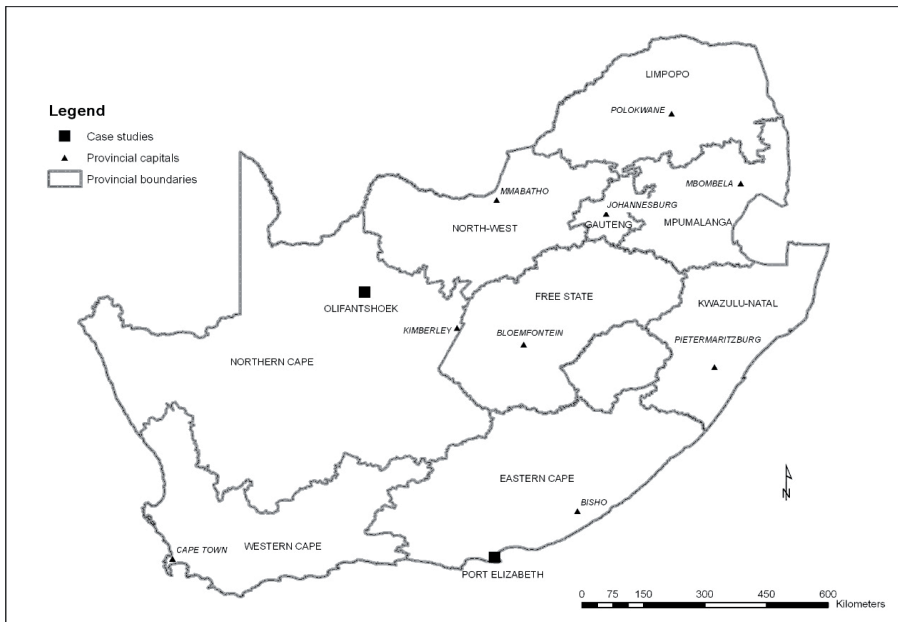 Legend
Case studies
Provincial capitals
Provincial boundaries
LIMPOPO
POLOKWANE
MBOMBELA
MMABATHO
JOHANNESBURG
GAUTENG
MPUMALANGA
NORTH-WEST
FREE STATE
KWAZULU-NATAL
OLIFANTSHOEK
KIMBERLEY
BLOEMFONTEIN
PIETERMARITZBURG
NORTHERN CAPE
EASTERN CAPE
BISHO
N
CAPE TOWN
WESTERN CAPE
PORT ELIZABETH
0 75 150 300 450 600
Kilometers